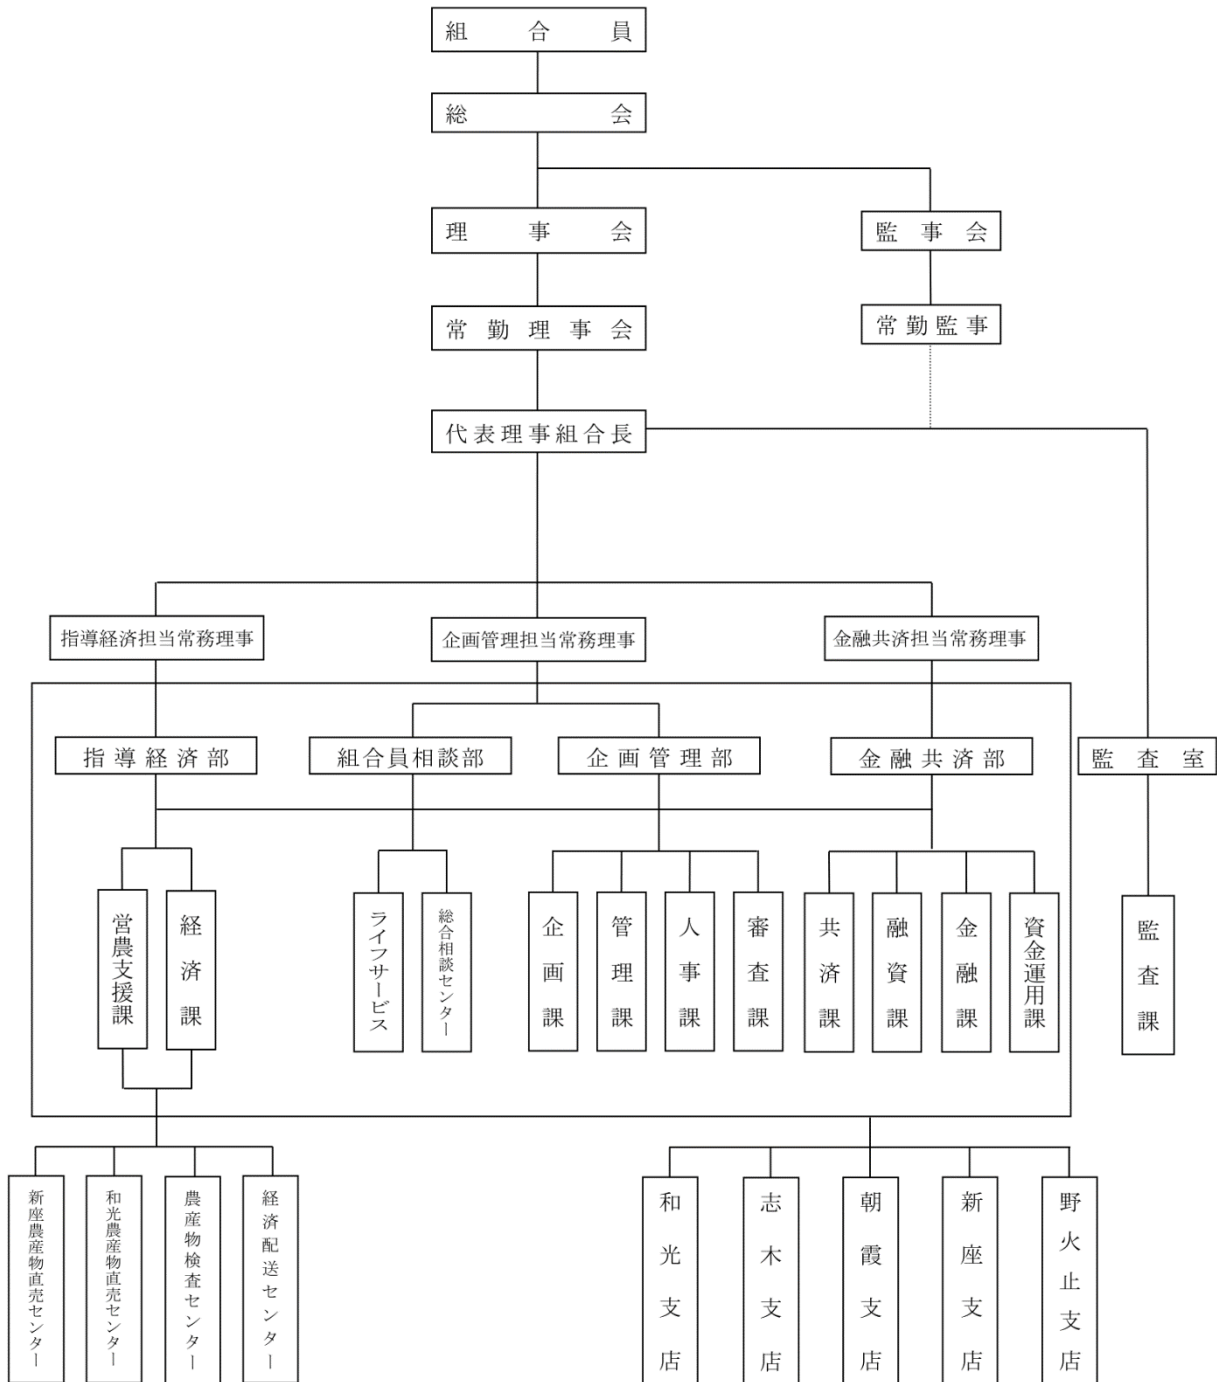 組合員
総会
理事会
監事会
常勤理事会
常勤監事
代表理事組合長
指導経済担当常務理事
企画管理担当常務理事
金融共済担当常務理事
指導経済部
組合員相談部
企画管理部
金融共済部
監査室
営農支援課
経済課
ライフサービス
総合相談センター
企画課
管理課
人事課
審査課
共済課
融資課
金融課
資金運用課
監査課
新座農産物直売センター
和光農産物直売センター
農産物検査センター
経済配送センター
和光支店
志木支店
朝霞支店
新座支店
野火止支店